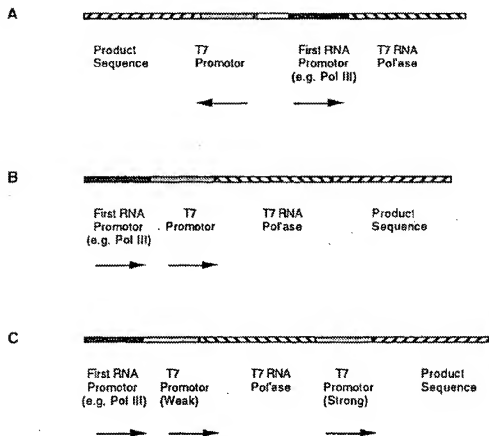 A
Product Sequence
T7 Promotor
First RNA Promotor (e.g. Pol III)
T7 RNA Pol'ase
B
First RNA Promotor (e.g. Pol III)
T7 Promotor
T7 RNA Pol'ase
Product Sequence
C
First RNA Promotor (e.g. Pol III)
T7 Promotor (Weak)
T7 RNA Pol'ase
T7 Promotor (Strong)
Product Sequence